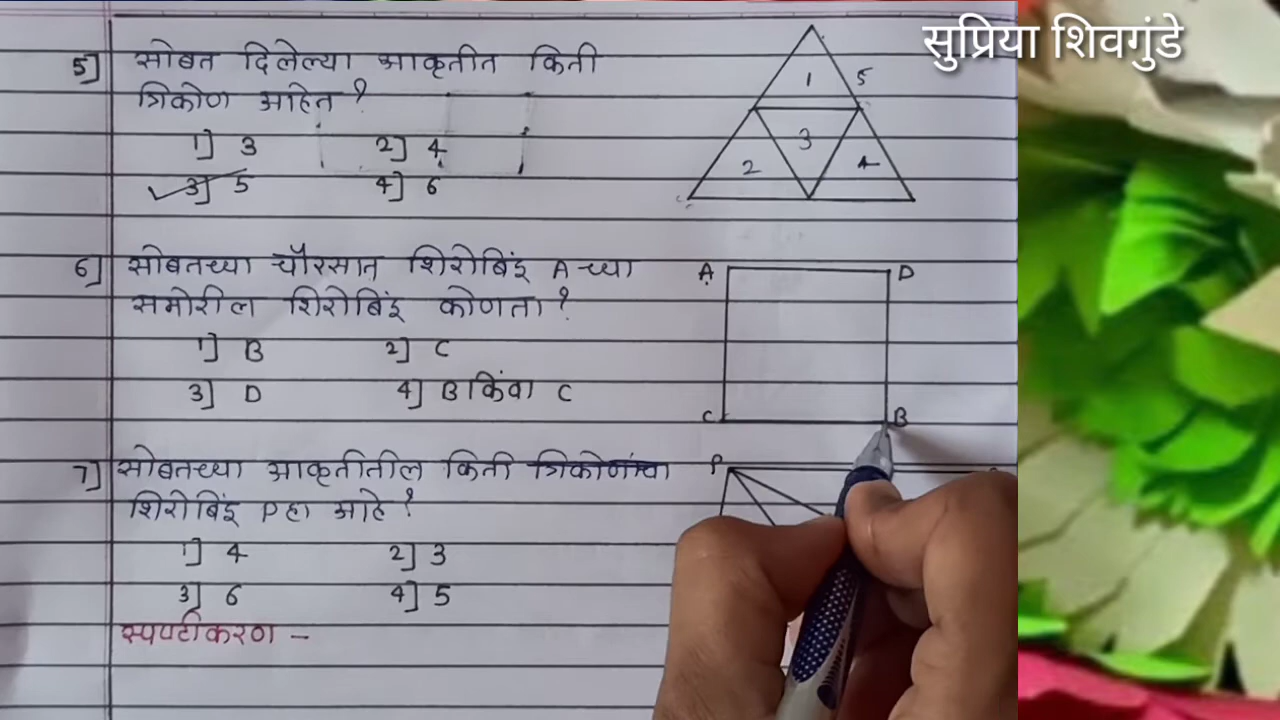 सुप्रिया शिवगुंडे
5] सोबत दिलेल्या आकृतीत किती
त्रिकोण आहेत ?
1] 3 2] 4
3] 5 4] 6
1 5
2 3 4
6] सोबतच्या चौरसात शिरोबिंदू A च्या
समोरील शिरोबिंदू कोणता ?
1] B 2] C
3] D 4] B किंवा C
A D
C B
7] सोबतच्या आकृतीतील किती त्रिकोणांचा
शिरोबिंदू P हा आहे ?
1] 4 2] 3
3] 6 4] 5
P
स्पष्टीकरण -